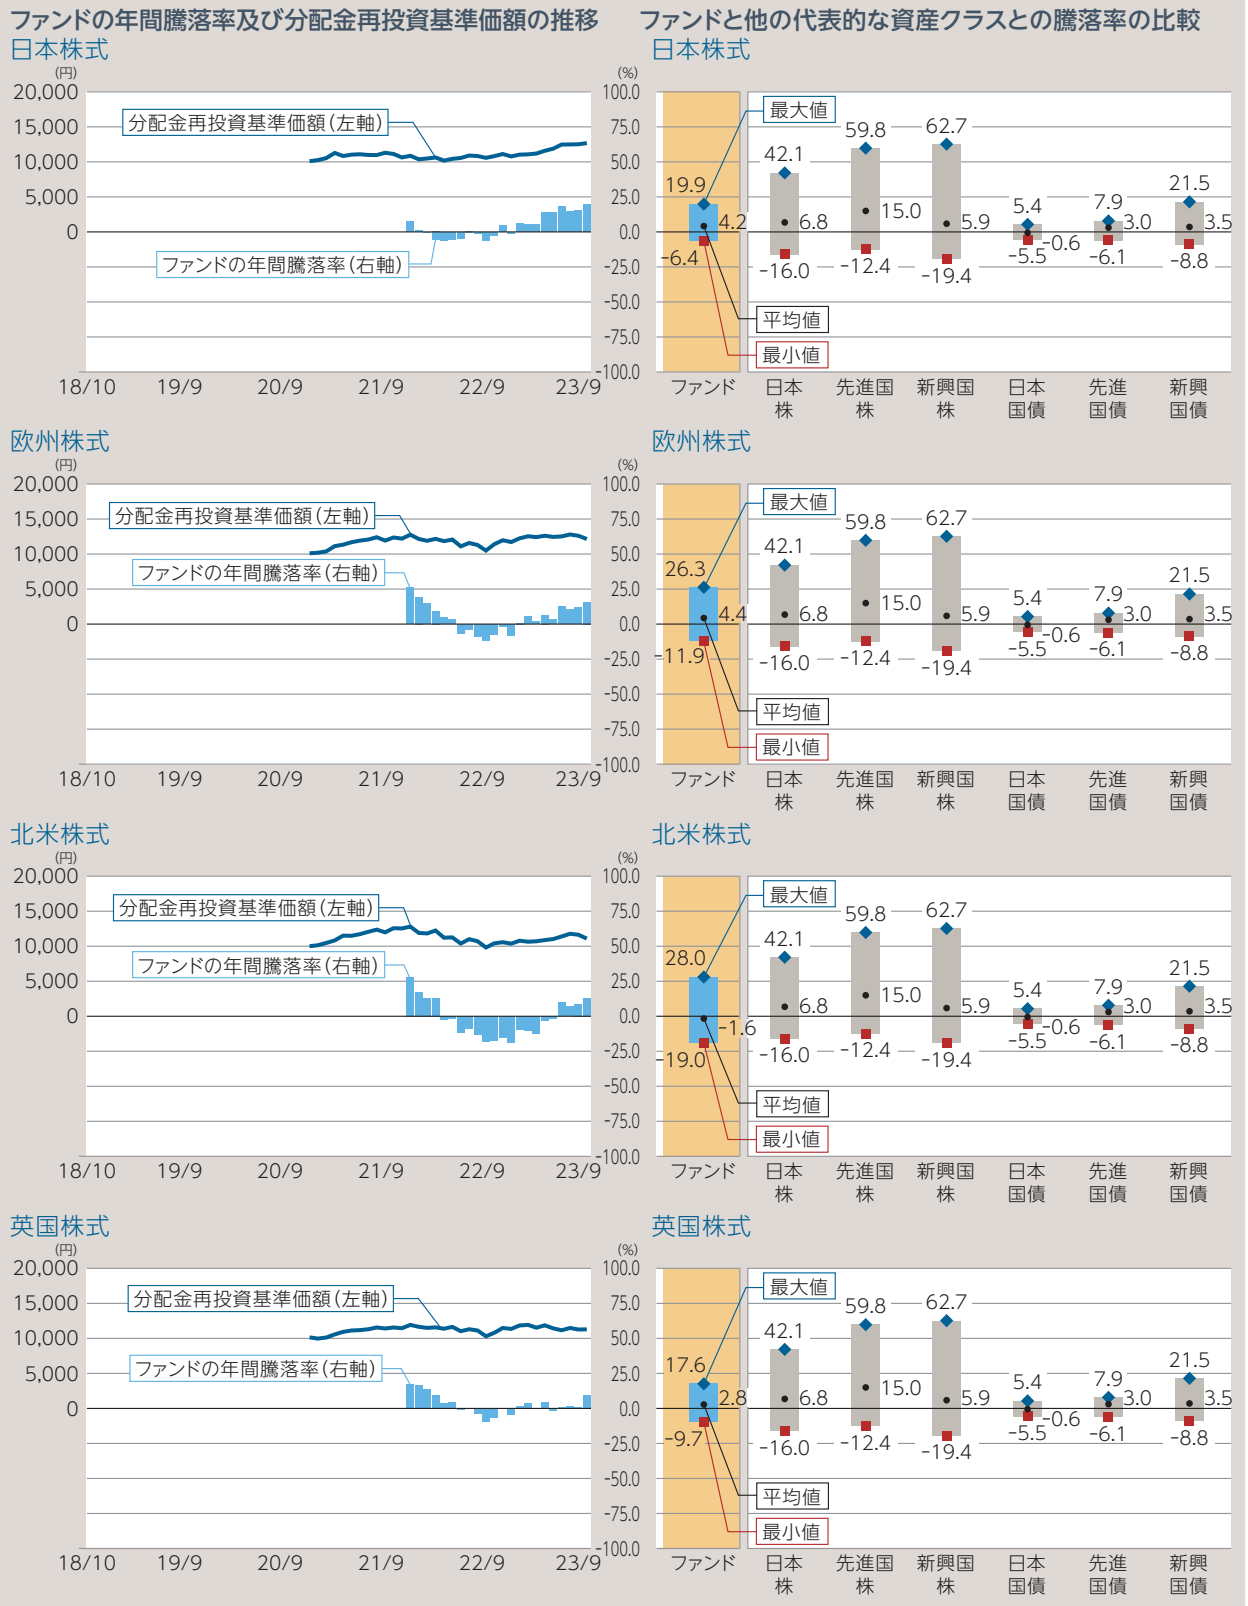 ファンドの年間騰落率及び分配金再投資基準価額の推移
ファンドと他の代表的な資産クラスとの騰落率の比較
日本株式
(円)
20,000
15,000
10,000
5,000
0
分配金再投資基準価額(左軸)
ファンドの年間騰落率(右軸)
18/10 19/9 20/9 21/9 22/9 23/9
日本株式
(%)
100.0
75.0
50.0
25.0
0.0
-25.0
-50.0
-75.0
-100.0
最大値
平均値
最小値
19.9 42.1 59.8 62.7 5.4 7.9 21.5
4.2 6.8 15.0 5.9 -0.6 3.0 3.5
-6.4 -16.0 -12.4 -19.4 -5.5 -6.1 -8.8
ファンド 日本 先進国 新興国 日本 先進 新興
株 株 株 国債 国債 国債
欧州株式
(円)
20,000
15,000
10,000
5,000
0
分配金再投資基準価額(左軸)
ファンドの年間騰落率(右軸)
18/10 19/9 20/9 21/9 22/9 23/9
欧州株式
(%)
100.0
75.0
50.0
25.0
0.0
-25.0
-50.0
-75.0
-100.0
最大値
平均値
最小値
26.3 42.1 59.8 62.7 5.4 7.9 21.5
4.4 6.8 15.0 5.9 -0.6 3.0 3.5
-11.9 -16.0 -12.4 -19.4 -5.5 -6.1 -8.8
ファンド 日本 先進国 新興国 日本 先進 新興
株 株 株 国債 国債 国債
北米株式
(円)
20,000
15,000
10,000
5,000
0
分配金再投資基準価額(左軸)
ファンドの年間騰落率(右軸)
18/10 19/9 20/9 21/9 22/9 23/9
北米株式
(%)
100.0
75.0
50.0
25.0
0.0
-25.0
-50.0
-75.0
-100.0
最大値
平均値
最小値
28.0 42.1 59.8 62.7 5.4 7.9 21.5
-1.6 6.8 15.0 5.9 -0.6 3.0 3.5
-19.0 -16.0 -12.4 -19.4 -5.5 -6.1 -8.8
ファンド 日本 先進国 新興国 日本 先進 新興
株 株 株 国債 国債 国債
英国株式
(円)
20,000
15,000
10,000
5,000
0
分配金再投資基準価額(左軸)
ファンドの年間騰落率(右軸)
18/10 19/9 20/9 21/9 22/9 23/9
英国株式
(%)
100.0
75.0
50.0
25.0
0.0
-25.0
-50.0
-75.0
-100.0
最大値
平均値
最小値
17.6 42.1 59.8 62.7 5.4 7.9 21.5
2.8 6.8 15.0 5.9 -0.6 3.0 3.5
-9.7 -16.0 -12.4 -19.4 -5.5 -6.1 -8.8
ファンド 日本 先進国 新興国 日本 先進 新興
株 株 株 国債 国債 国債